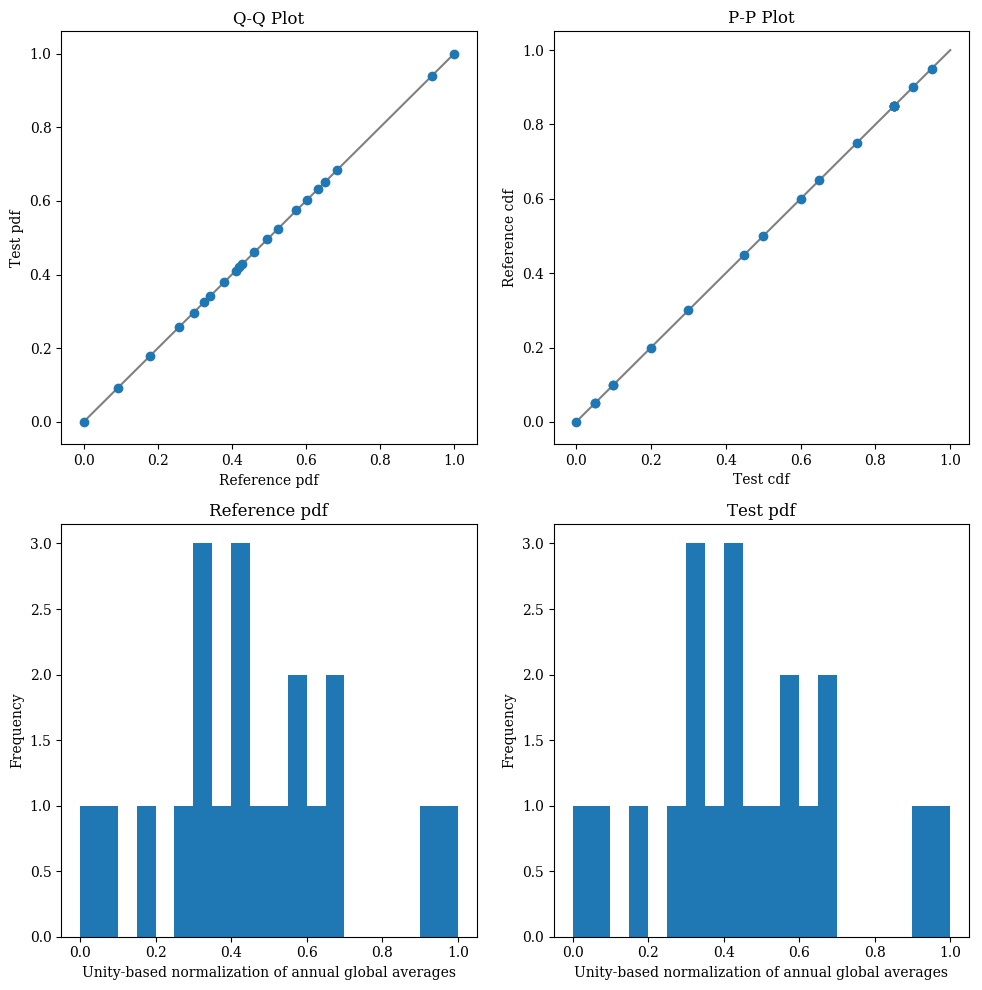 Q-Q Plot
1.0
0.8
0.6
0.4
0.2
0.0
Test pdf
0.0 0.2 0.4 0.6 0.8 1.0
Reference pdf
P-P Plot
1.0
0.8
0.6
0.4
0.2
0.0
Reference cdf
0.0 0.2 0.4 0.6 0.8 1.0
Test cdf
Reference pdf
3.0
2.5
2.0
1.5
1.0
0.5
0.0
Frequency
0.0 0.2 0.4 0.6 0.8 1.0
Unity-based normalization of annual global averages
Test pdf
3.0
2.5
2.0
1.5
1.0
0.5
0.0
Frequency
0.0 0.2 0.4 0.6 0.8 1.0
Unity-based normalization of annual global averages